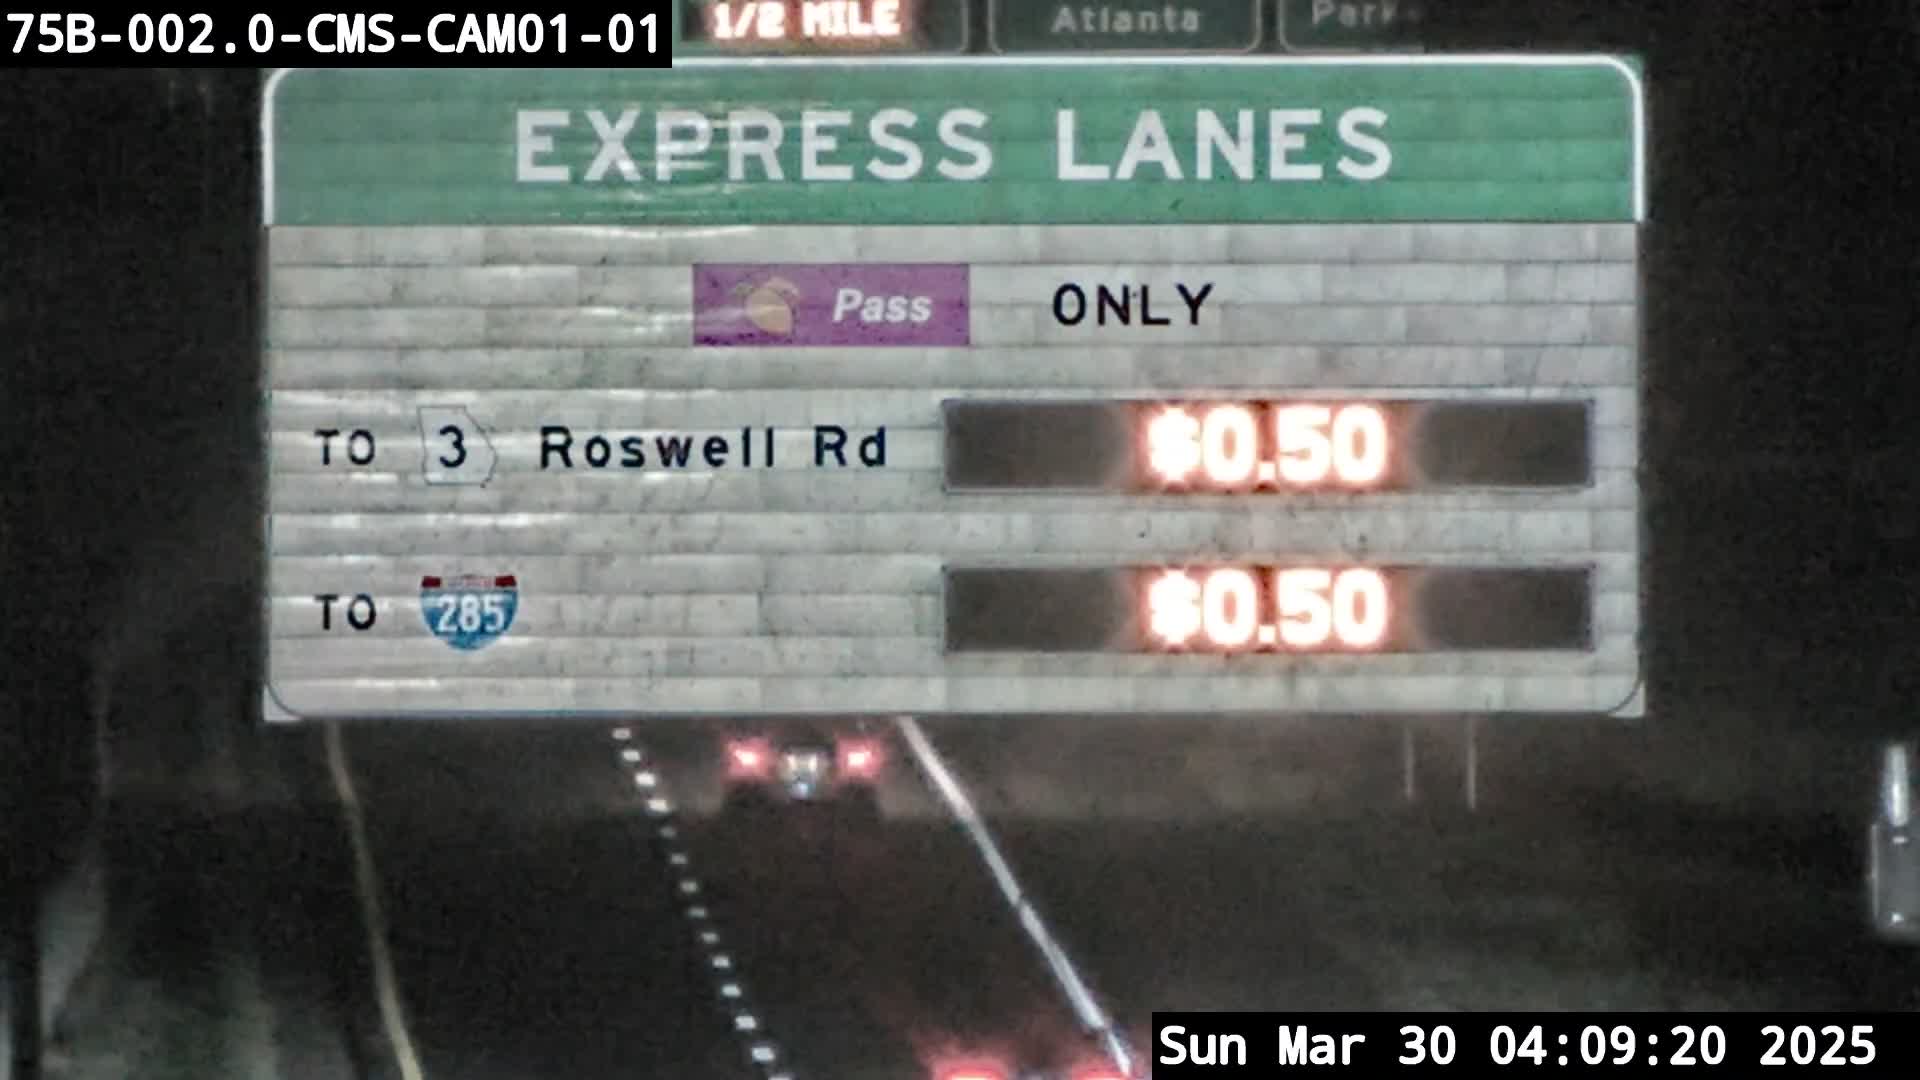 75B-002.0-CMS-CAM01-01
1/2 MILE
Atlanta
Park
EXPRESS LANES
Pass ONLY
TO 3 Roswell Rd $0.50
TO 285 $0.50
Sun Mar 30 04:09:20 2025